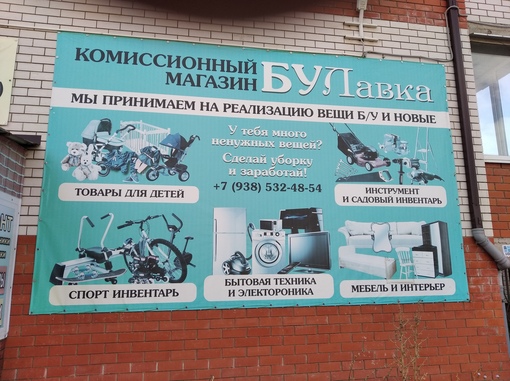 КОМИССИОННЫЙ
МАГАЗИН
БУЛавка
МЫ ПРИНИМАЕМ НА РЕАЛИЗАЦИЮ ВЕЩИ Б/У И НОВЫЕ
У тебя много
ненужных вещей?
Сделай уборку
и заработай!
+7 (938) 532-48-54
ТОВАРЫ ДЛЯ ДЕТЕЙ
ИНСТРУМЕНТ
И САДОВЫЙ ИНВЕНТАРЬ
СПОРТ ИНВЕНТАРЬ
БЫТОВАЯ ТЕХНИКА
И ЭЛЕКТОРОНИКА
МЕБЕЛЬ И ИНТЕРЬЕР